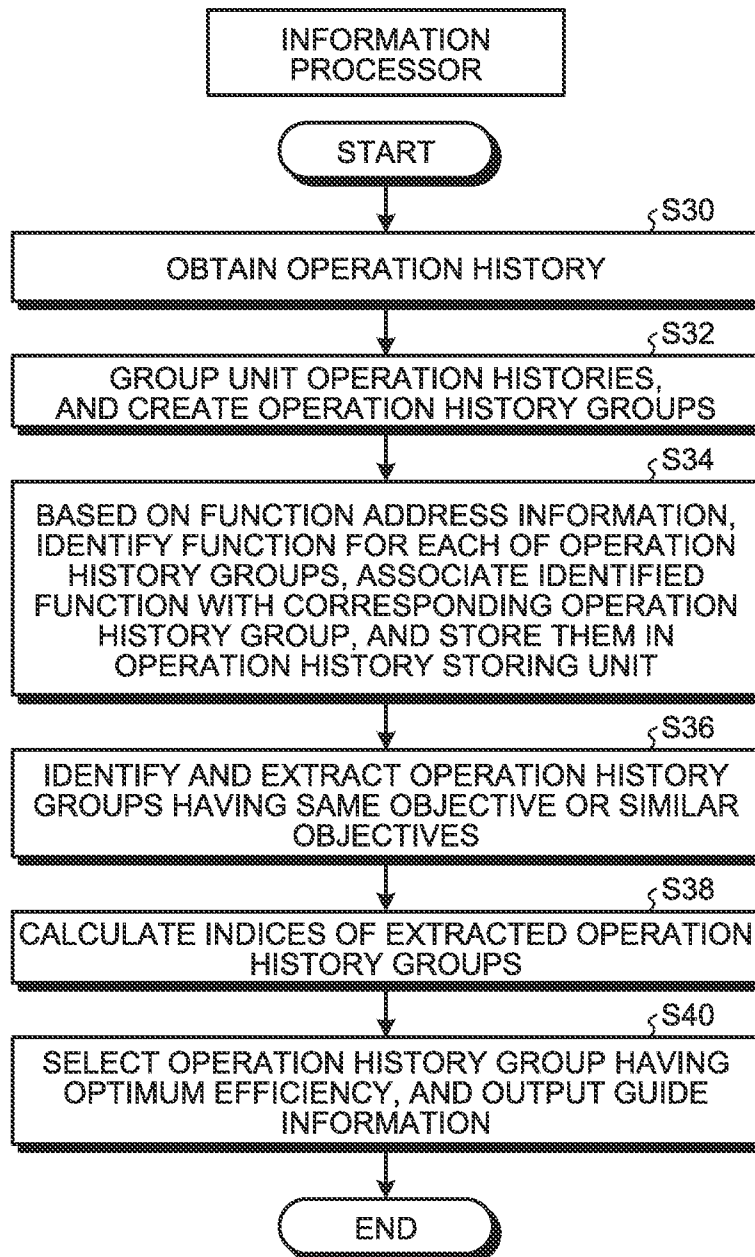 INFORMATION
PROCESSOR
START
S30
OBTAIN OPERATION HISTORY
S32
GROUP UNIT OPERATION HISTORIES,
AND CREATE OPERATION HISTORY GROUPS
S34
BASED ON FUNCTION ADDRESS INFORMATION,
IDENTIFY FUNCTION FOR EACH OF OPERATION
HISTORY GROUPS, ASSOCIATE IDENTIFIED
FUNCTION WITH CORRESPONDING OPERATION
HISTORY GROUP, AND STORE THEM IN
OPERATION HISTORY STORING UNIT
S36
IDENTIFY AND EXTRACT OPERATION HISTORY
GROUPS HAVING SAME OBJECTIVE OR SIMILAR
OBJECTIVES
S38
CALCULATE INDICES OF EXTRACTED OPERATION
HISTORY GROUPS
S40
SELECT OPERATION HISTORY GROUP HAVING
OPTIMUM EFFICIENCY, AND OUTPUT GUIDE
INFORMATION
END